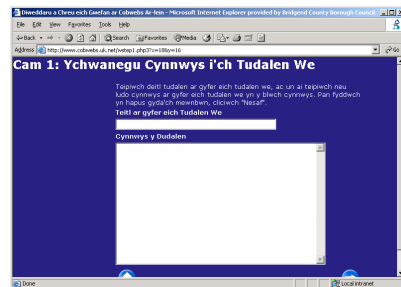 Diweddaru a Chreu eich Gwefan ar Cobwebs Ar-lein - Microsoft Internet Explorer provided by Bridgend County Borough Council
File Edit View Favorites Tools Help
Back Search Favorites Media
Address http://www.cobwebs.uk.net/wstep1.php3?s=108&y=16 Go
Cam 1: Ychwanegu Cynnwys i'ch Tudalen We
Teipiwch deitl tudalen ar gyfer eich tudalen we, ac un ai teipiwch neu
ludo cynnwys ar gyfer eich tudalen we yn y blwch cynnwys. Pan fyddwch
yn hapus gyda'ch mewnbwn, cliciwch "Nesaf".
Teitl ar gyfer eich Tudalen We
Cynnwys y Dudalen
Done Local intranet